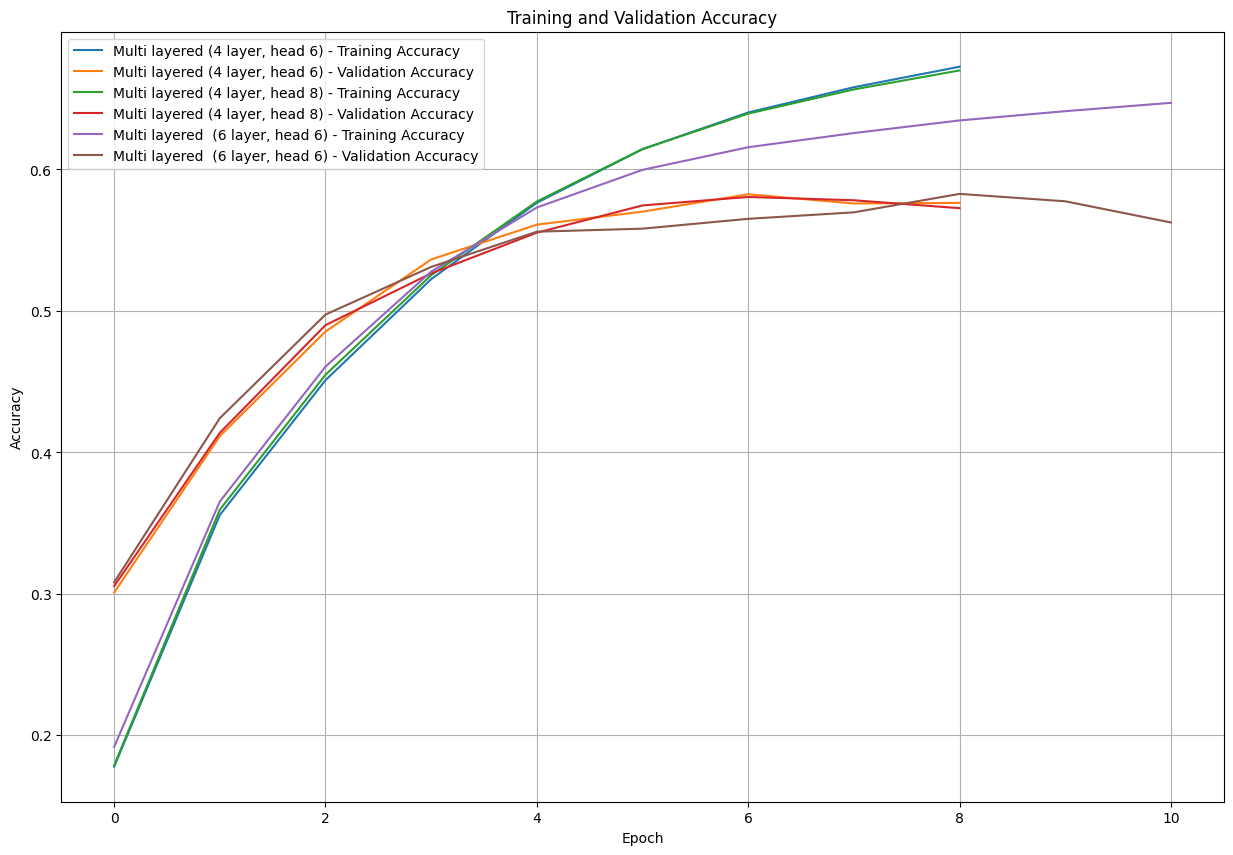 Training and Validation Accuracy
Multi layered (4 layer, head 6) - Training Accuracy
Multi layered (4 layer, head 6) - Validation Accuracy
Multi layered (4 layer, head 8) - Training Accuracy
Multi layered (4 layer, head 8) - Validation Accuracy
Multi layered  (6 layer, head 6) - Training Accuracy
Multi layered  (6 layer, head 6) - Validation Accuracy
0.6
0.5
0.4
0.3
0.2
Accuracy
0 2 4 6 8 10
Epoch